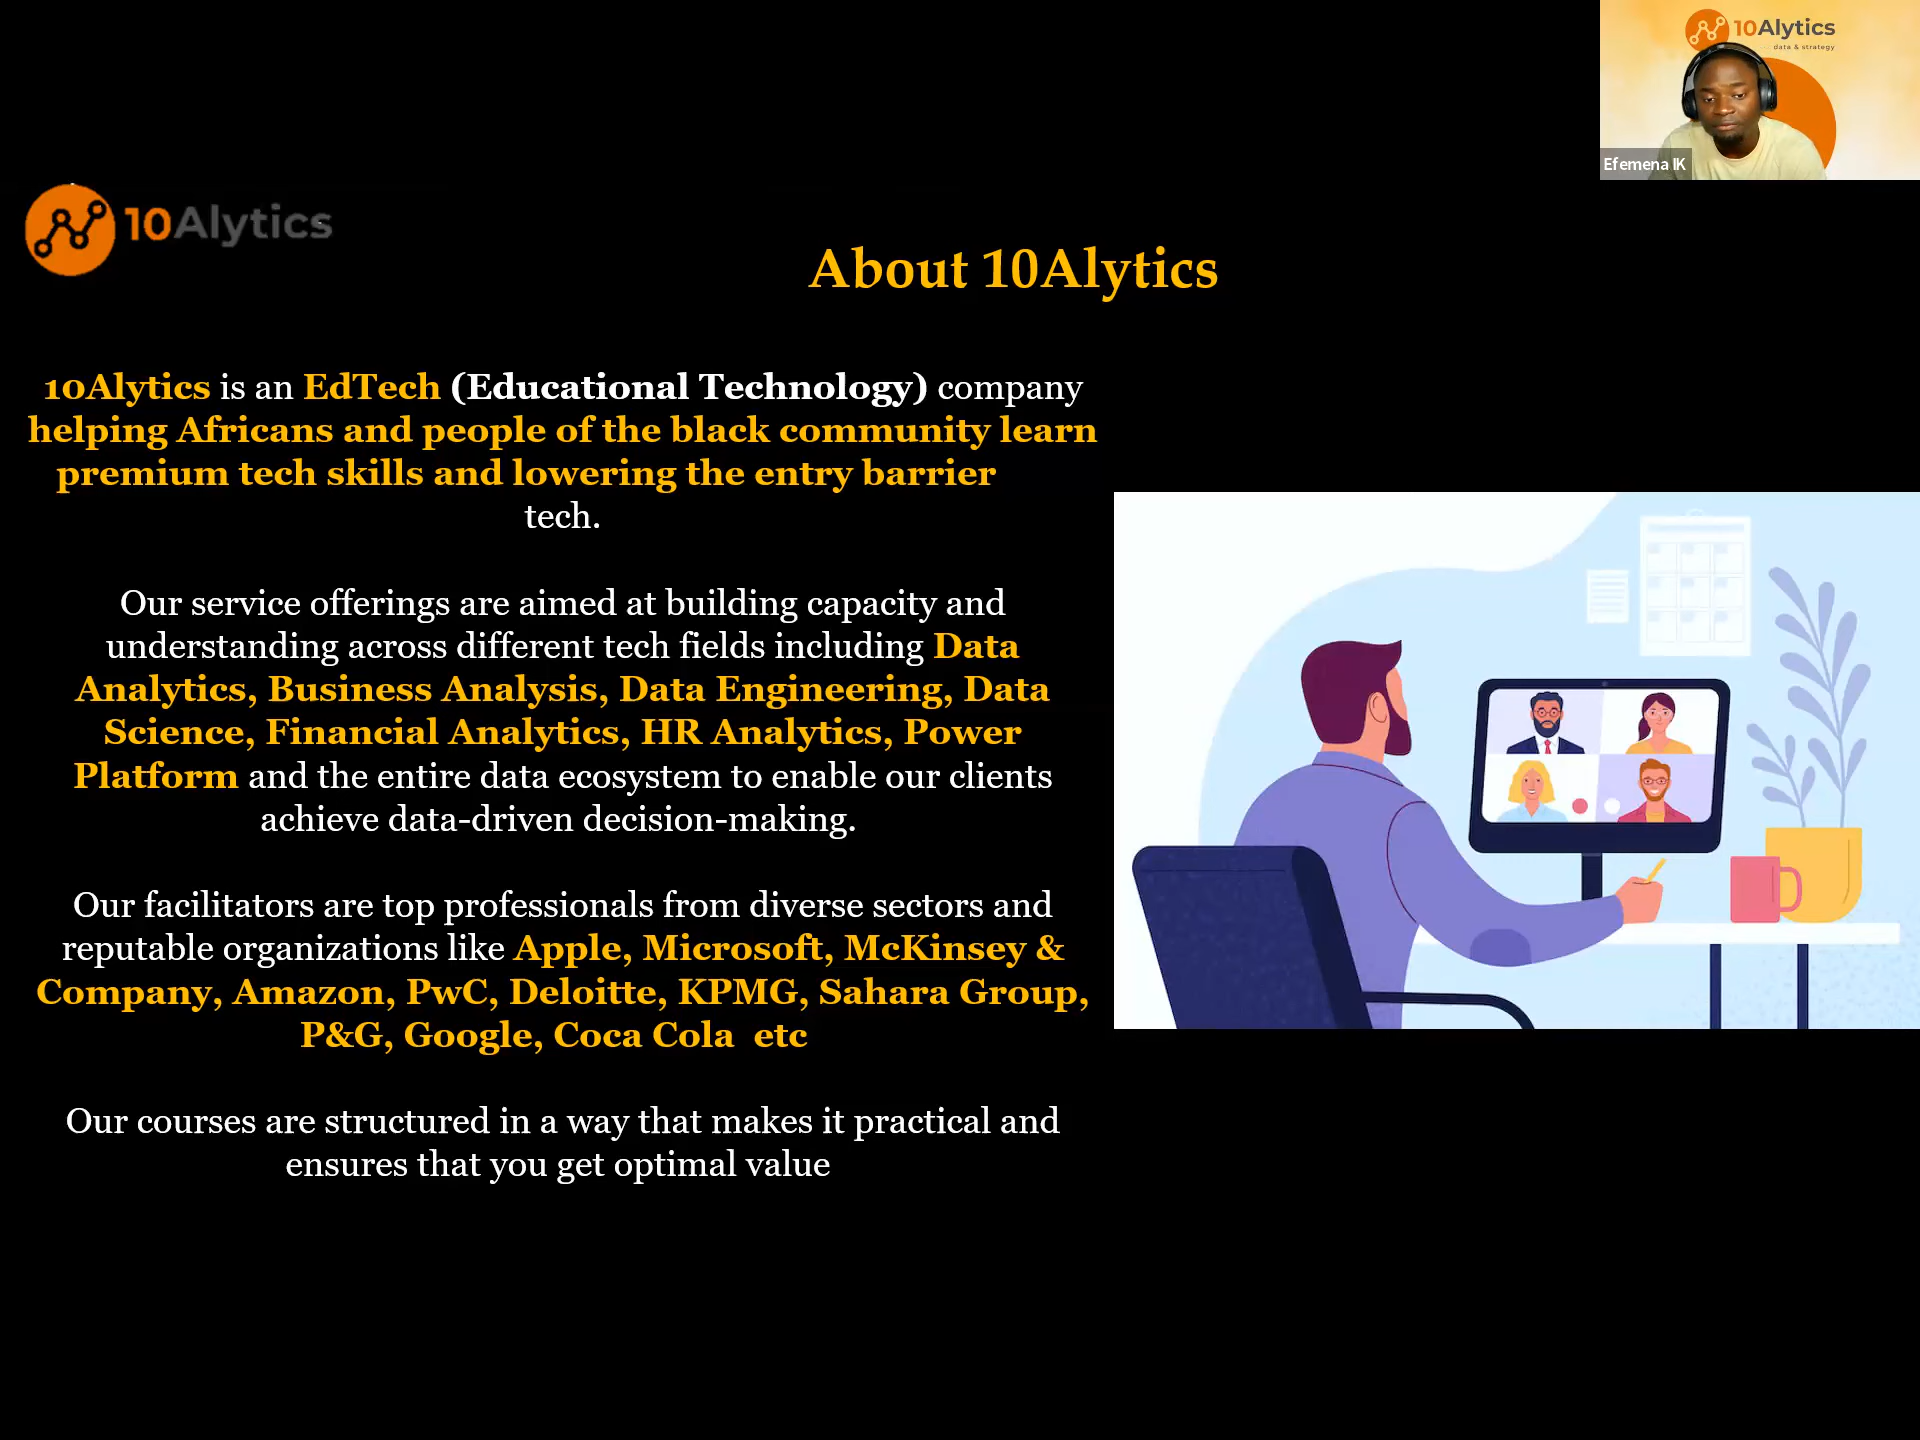 10Alytics
data & strategy
Efemena IK
10Alytics
About 10Alytics
10Alytics is an EdTech (Educational Technology) company
helping Africans and people of the black community learn
premium tech skills and lowering the entry barrier
tech.
Our service offerings are aimed at building capacity and
understanding across different tech fields including Data
Analytics, Business Analysis, Data Engineering, Data
Science, Financial Analytics, HR Analytics, Power
Platform and the entire data ecosystem to enable our clients
achieve data-driven decision-making.
Our facilitators are top professionals from diverse sectors and
reputable organizations like Apple, Microsoft, McKinsey &
Company, Amazon, PwC, Deloitte, KPMG, Sahara Group,
P&G, Google, Coca Cola  etc
Our courses are structured in a way that makes it practical and
ensures that you get optimal value